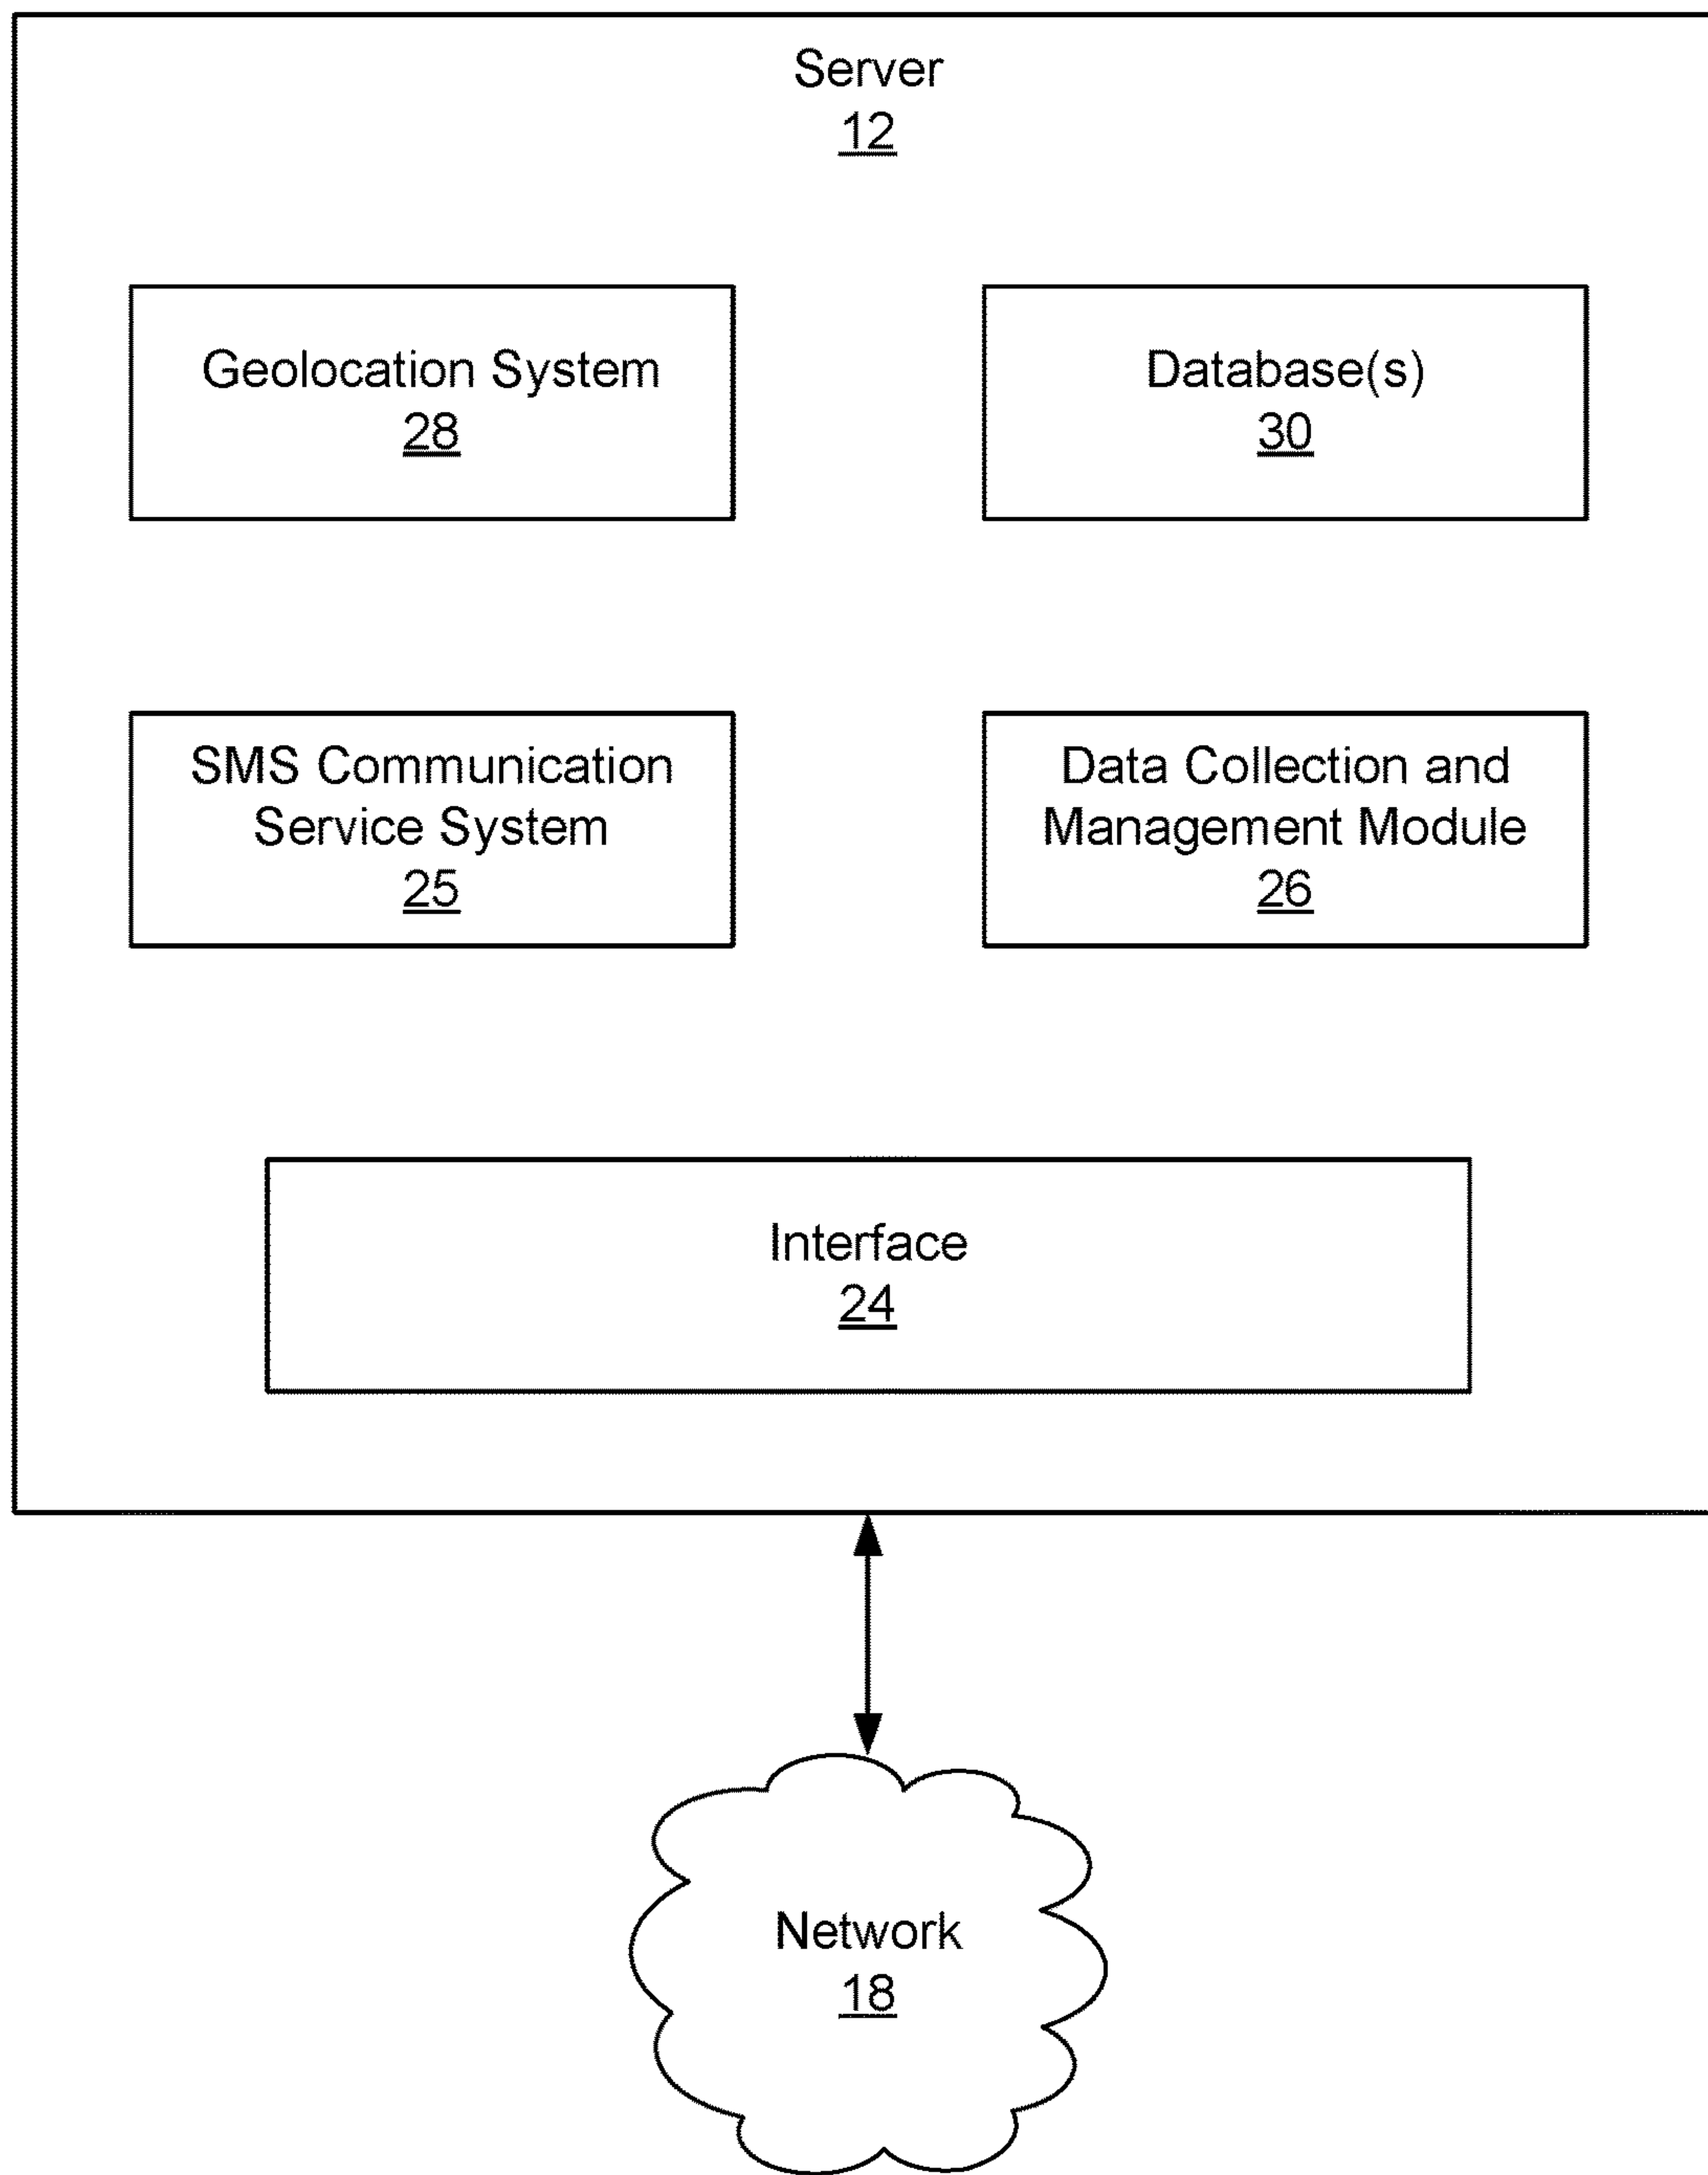 Server
12
Geolocation System
28
Database(s)
30
SMS Communication
Service System
25
Data Collection and
Management Module
26
Interface
24
Network
18